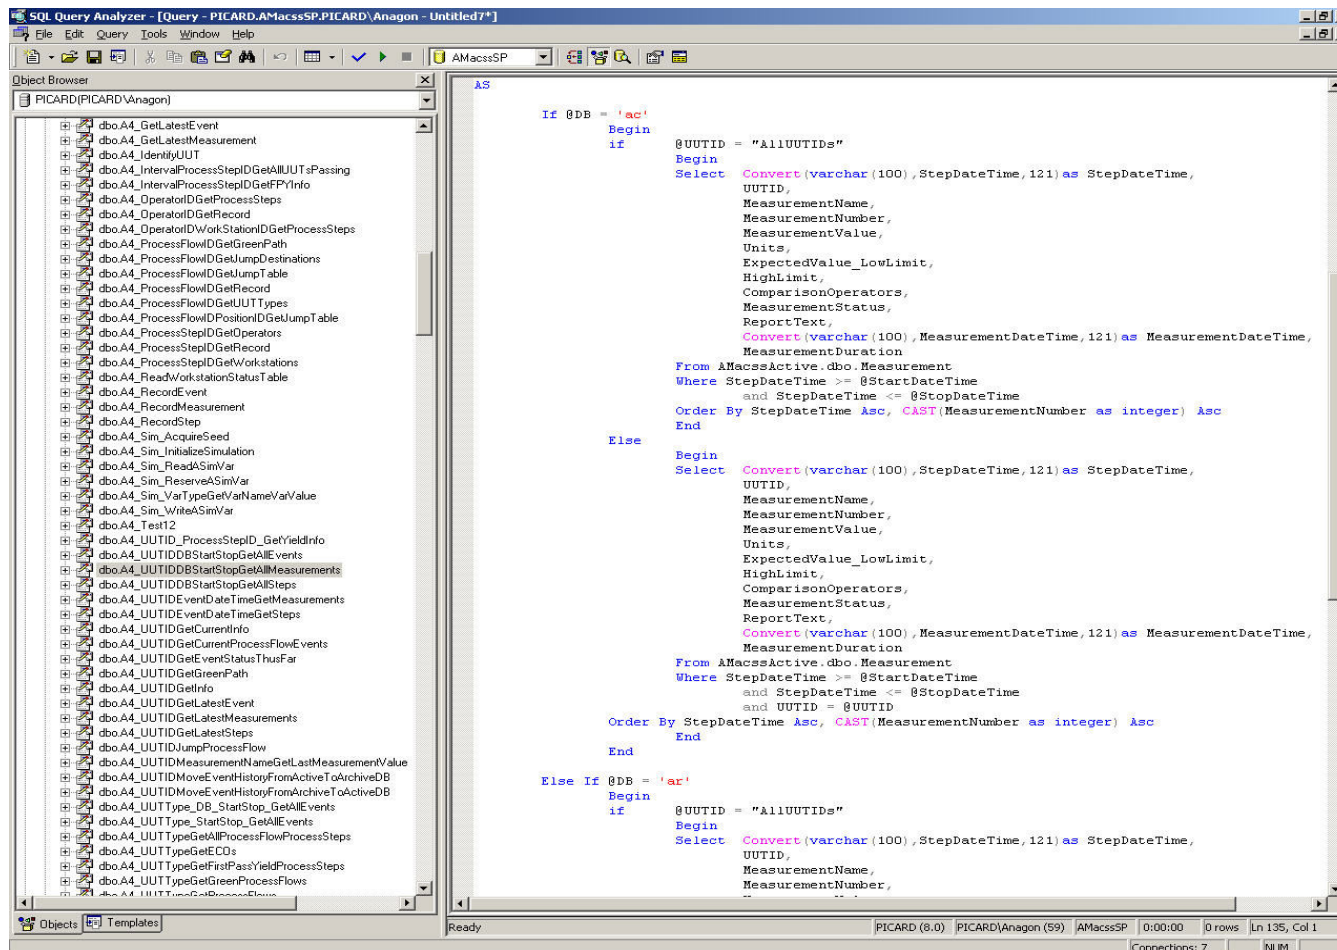 SQL Query Analyzer - [Query - PICARD.AMacssSP.PICARD\Anagon - Untitled7*]
File Edit Query Tools Window Help
AMacssSP
Object Browser
PICARD(PICARD\Anagon)
dbo.A4_GetLatestEvent
dbo.A4_GetLatestMeasurement
dbo.A4_IdentifyUUT
dbo.A4_IntervalProcessStepIDGetAllUUTsPassing
dbo.A4_IntervalProcessStepIDGetFPYInfo
dbo.A4_OperatorIDGetProcessSteps
dbo.A4_OperatorIDGetRecord
dbo.A4_OperatorIDWorkStationIDGetProcessSteps
dbo.A4_ProcessFlowIDGetGreenPath
dbo.A4_ProcessFlowIDGetJumpDestinations
dbo.A4_ProcessFlowIDGetJumpTable
dbo.A4_ProcessFlowIDGetRecord
dbo.A4_ProcessFlowIDGetUUTTypes
dbo.A4_ProcessFlowIDPositionIDGetJumpTable
dbo.A4_ProcessStepIDGetOperators
dbo.A4_ProcessStepIDGetRecord
dbo.A4_ProcessStepIDGetWorkstations
dbo.A4_ReadWorkstationStatusTable
dbo.A4_RecordEvent
dbo.A4_RecordMeasurement
dbo.A4_RecordStep
dbo.A4_Sim_AcquireSeed
dbo.A4_Sim_InitializeSimulation
dbo.A4_Sim_ReadASimVar
dbo.A4_Sim_ReserveASimVar
dbo.A4_Sim_VarTypeGetVarNameVarValue
dbo.A4_Sim_WriteASimVar
dbo.A4_Test12
dbo.A4_UUTID_ProcessStepID_GetYieldInfo
dbo.A4_UUTIDDBStartStopGetAllEvents
dbo.A4_UUTIDDBStartStopGetAllMeasurements
dbo.A4_UUTIDDBStartStopGetAllSteps
dbo.A4_UUTIDEventDateTimeGetMeasurements
dbo.A4_UUTIDEventDateTimeGetSteps
dbo.A4_UUTIDGetCurrentInfo
dbo.A4_UUTIDGetCurrentProcessFlowEvents
dbo.A4_UUTIDGetEventStatusThusFar
dbo.A4_UUTIDGetGreenPath
dbo.A4_UUTIDGetInfo
dbo.A4_UUTIDGetLatestEvent
dbo.A4_UUTIDGetLatestMeasurements
dbo.A4_UUTIDGetLatestSteps
dbo.A4_UUTIDJumpProcessFlow
dbo.A4_UUTIDMeasurementNameGetLastMeasurementValue
dbo.A4_UUTIDMoveEventHistoryFromActiveToArchiveDB
dbo.A4_UUTIDMoveEventHistoryFromArchiveToActiveDB
dbo.A4_UUTType_DB_StartStop_GetAllEvents
dbo.A4_UUTType_StartStop_GetAllEvents
dbo.A4_UUTTypeGetAllProcessFlowProcessSteps
dbo.A4_UUTTypeGetECOs
dbo.A4_UUTTypeGetFirstPassYieldProcessSteps
dbo.A4_UUTTypeGetGreenProcessFlows
Objects Templates
AS
If @DB = 'ac'
Begin
if @UUTID = "AllUUTIDs"
Begin
Select Convert(varchar(100),StepDateTime,121)as StepDateTime,
UUTID,
MeasurementName,
MeasurementNumber,
MeasurementValue,
Units,
ExpectedValue_LowLimit,
HighLimit,
ComparisonOperators,
MeasurementStatus,
ReportText,
Convert(varchar(100),MeasurementDateTime,121)as MeasurementDateTime,
MeasurementDuration
From AMacssActive.dbo.Measurement
Where StepDateTime >= @StartDateTime
and StepDateTime <= @StopDateTime
Order By StepDateTime Asc, CAST(MeasurementNumber as integer) Asc
End
Else
Begin
Select Convert(varchar(100),StepDateTime,121)as StepDateTime,
UUTID,
MeasurementName,
MeasurementNumber,
MeasurementValue,
Units,
ExpectedValue_LowLimit,
HighLimit,
ComparisonOperators,
MeasurementStatus,
ReportText,
Convert(varchar(100),MeasurementDateTime,121)as MeasurementDateTime,
MeasurementDuration
From AMacssActive.dbo.Measurement
Where StepDateTime >= @StartDateTime
and StepDateTime <= @StopDateTime
and UUTID = @UUTID
Order By StepDateTime Asc, CAST(MeasurementNumber as integer) Asc
End
End
Else If @DB = 'ar'
Begin
if @UUTID = "AllUUTIDs"
Begin
Select Convert(varchar(100),StepDateTime,121)as StepDateTime,
UUTID,
MeasurementName,
MeasurementNumber,
Ready PICARD (8.0) PICARD\Anagon (59) AMacssSP 0:00:00 0 rows Ln 135, Col 1
Connections: 7 NUM